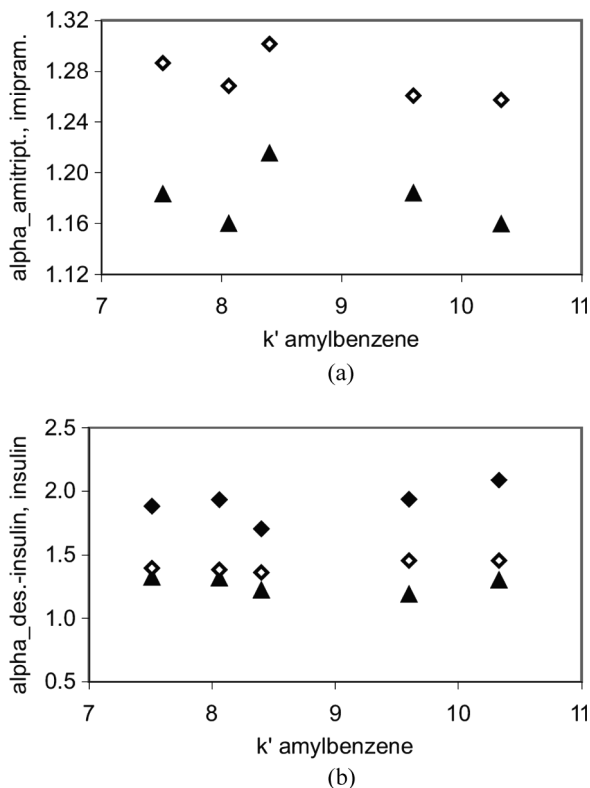 alpha_amitript., imipram.
1.32
1.28
1.24
1.20
1.16
1.12
7 8 9 10 11
k' amylbenzene
(a)
alpha_des.-insulin, insulin
2.5
2.0
1.5
1.0
0.5
7 8 9 10 11
k' amylbenzene
(b)